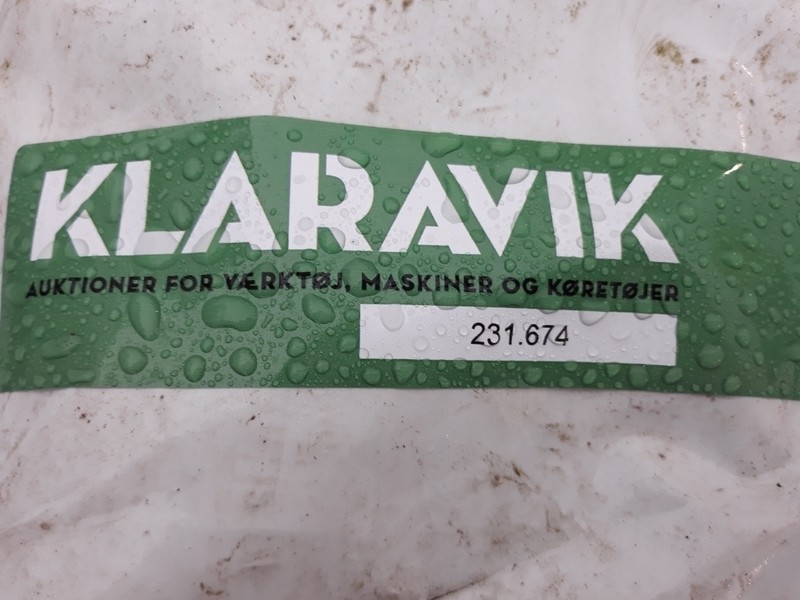 KLARAVIK
AUKTIONER FOR VÆRKTØJ, MASKINER OG KØRETØJER
231.674